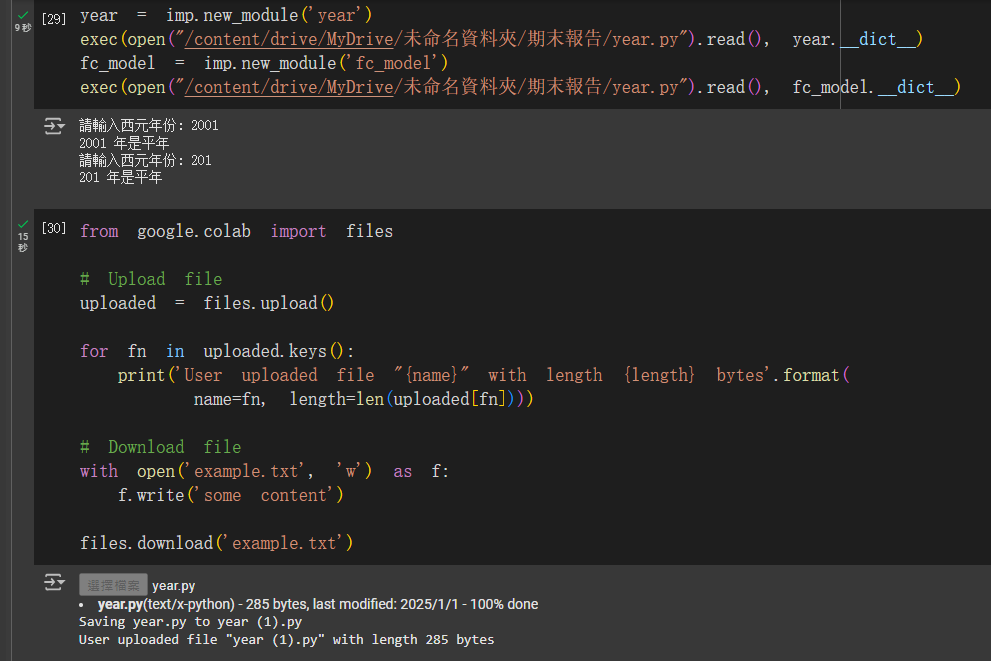 9 秒
[29]
year = imp.new_module('year')
exec(open("/content/drive/MyDrive/未命名資料夾/期末報告/year.py").read(), year.__dict__)
fc_model = imp.new_module('fc_model')
exec(open("/content/drive/MyDrive/未命名資料夾/期末報告/year.py").read(), fc_model.__dict__)
請輸入西元年份: 2001
2001 年是平年
請輸入西元年份: 201
201 年是平年
15
秒
[30]
from google.colab import files
# Upload file
uploaded = files.upload()
for fn in uploaded.keys():
    print('User uploaded file "{name}" with length {length} bytes'.format(
            name=fn, length=len(uploaded[fn])))
# Download file
with open('example.txt', 'w') as f:
    f.write('some content')
files.download('example.txt')
選擇檔案 year.py
• year.py(text/x-python) - 285 bytes, last modified: 2025/1/1 - 100% done
Saving year.py to year (1).py
User uploaded file "year (1).py" with length 285 bytes